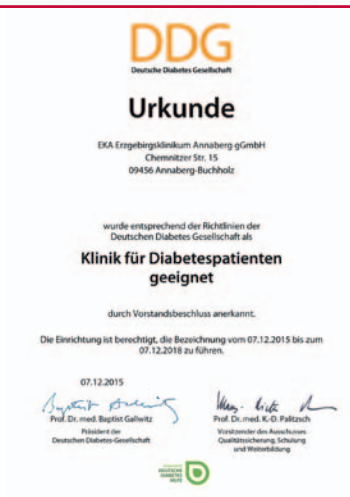 DDG
Deutsche Diabetes Gesellschaft
Urkunde
EKA Erzgebirgsklinikum Annaberg gGmbH
Chemnitzer Str. 15
09456 Annaberg-Buchholz
wurde entsprechend der Richtlinien der
Deutschen Diabetes Gesellschaft als
Klinik für Diabetespatienten
geeignet
durch Vorstandsbeschluss anerkannt.
Die Einrichtung ist berechtigt, die Bezeichnung vom 07.12.2015 bis zum
07.12.2018 zu führen.
07.12.2015
Prof. Dr. med. Baptist Gallwitz
Präsident der
Deutschen Diabetes-Gesellschaft
Prof. Dr. med. K.-D. Palitzsch
Vorsitzender des Ausschusses
Qualitätssicherung, Schulung
und Weiterbildung
DEUTSCHE
DIABETES
HILFE